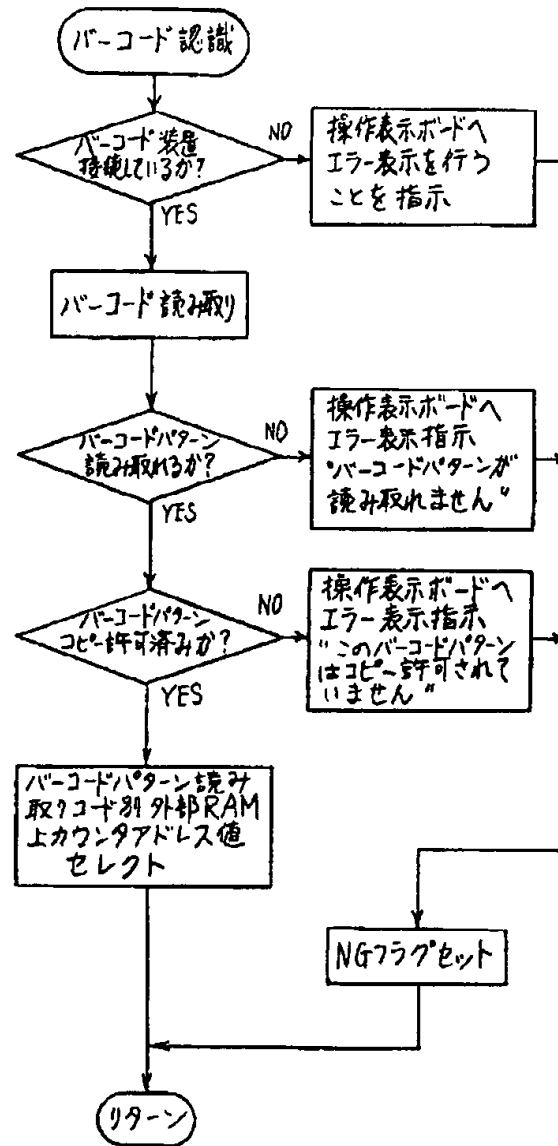 バーコード認識
バーコード装置
接続しているか?
NO
操作表示ボードへ
エラー表示を行う
ことを指示
YES
バーコード読み取り
バーコードパターン
読み取れるか?
NO
操作表示ボードへ
エラー表示指示
"バーコードパターンが
読み取れません"
YES
バーコードパターン
コピー許可済みか?
NO
操作表示ボードへ
エラー表示指示
"このバーコードパターン
はコピー許可されて
いません"
YES
バーコードパターン読み
取りコード別外部RAM
上カウンタアドレス値
セレクト
NGフラグセット
リターン